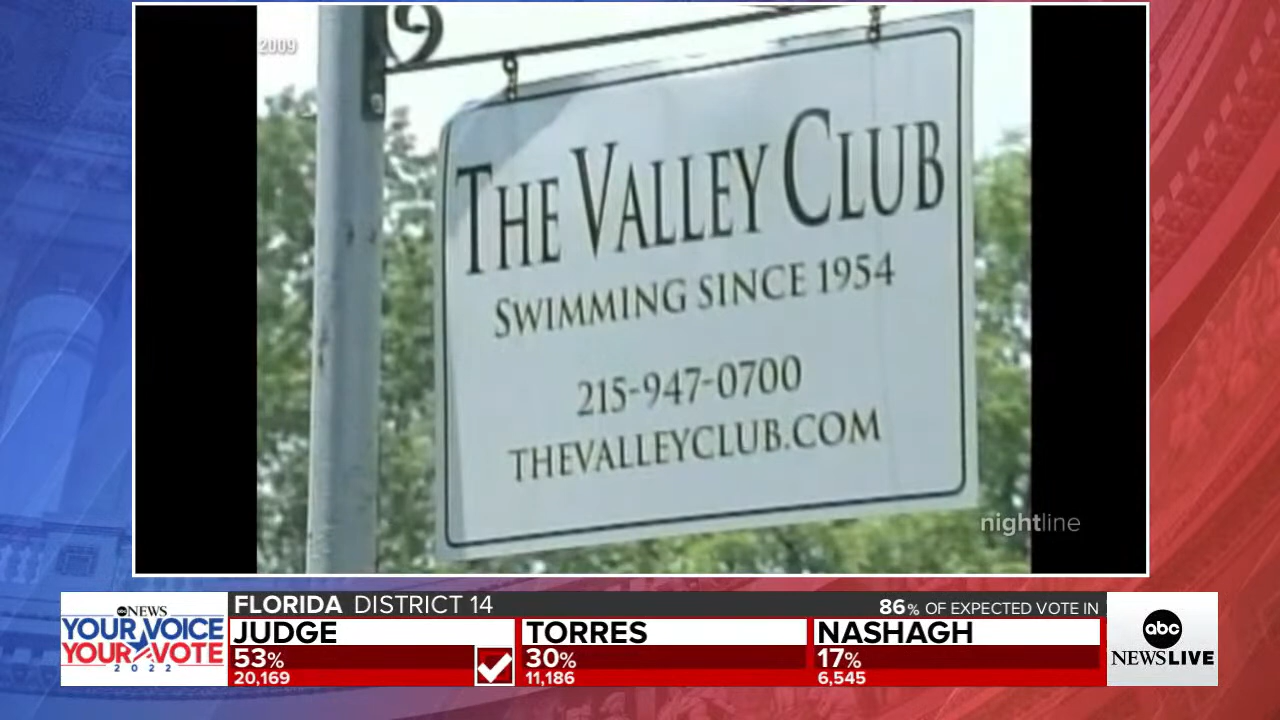 2009
THE VALLEY CLUB
SWIMMING SINCE 1954
215-947-0700
THEVALLEYCLUB.COM
nightline
abc NEWS
YOUR VOICE
YOUR VOTE
2022
FLORIDA DISTRICT 14
86% OF EXPECTED VOTE IN
JUDGE
53%
20,169
TORRES
30%
11,186
NASHAGH
17%
6,545
abc
NEWS LIVE